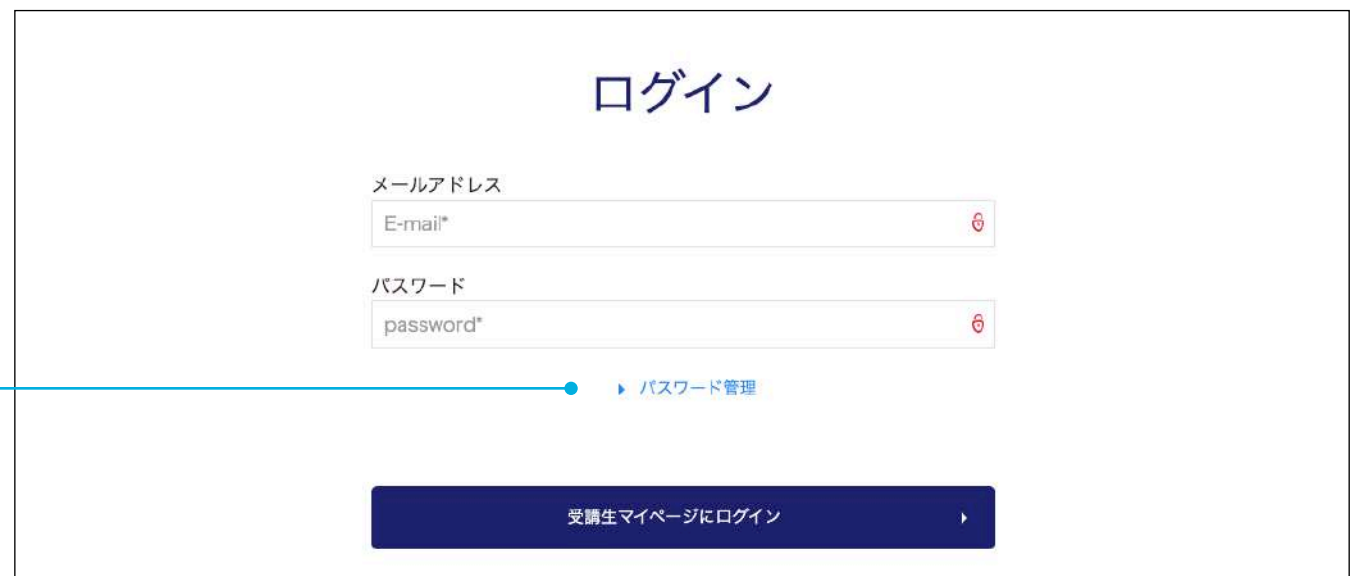 ログイン
メールアドレス
E-mail*
パスワード
password*
パスワード管理
受講生マイページにログイン